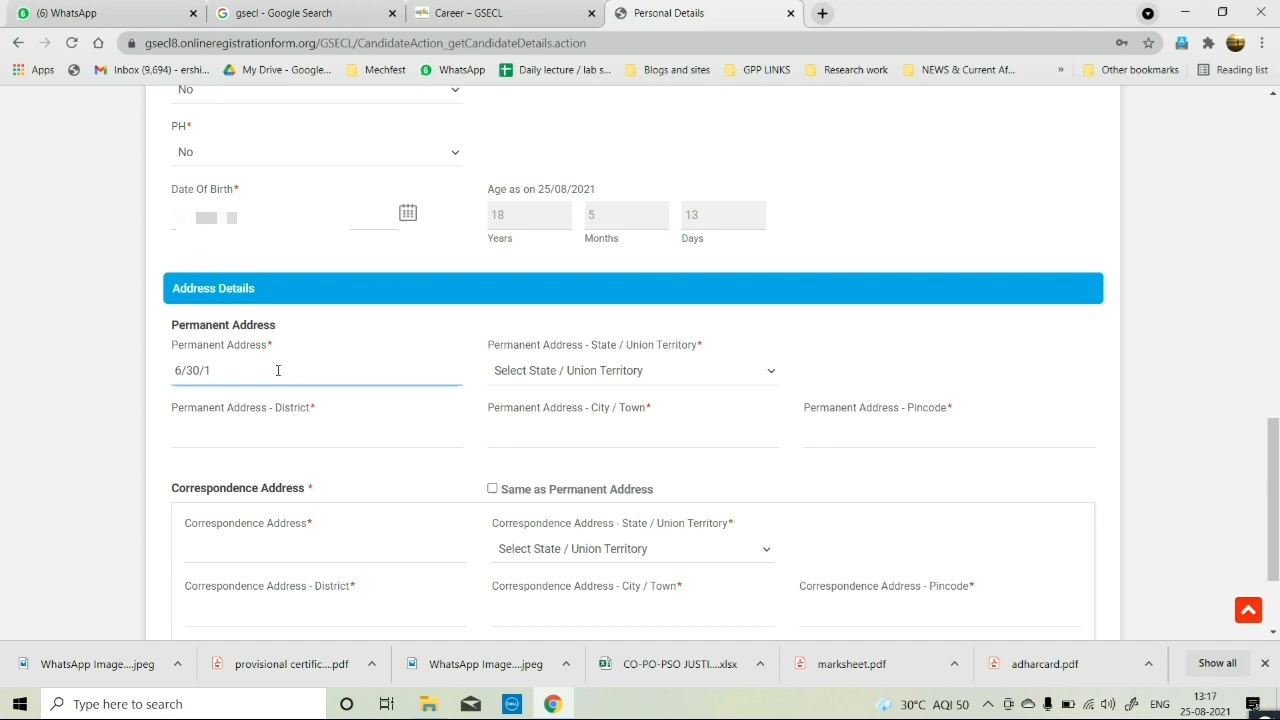 (6) WhatsApp
gsecl - Google Search
Career – GSECL
Personal Details
gsecl8.onlineregistrationform.org/GSECL/CandidateAction_getCandidateDetails.action
Apps
Inbox (9,694) - ershi...
My Drive - Google...
Mechfest
WhatsApp
Daily lecture / lab s...
Blogs and sites
GPP LINKS
Research work
NEWS & Current Af...
»
Other bookmarks
Reading list
No
PH*
No
Date Of Birth*
Age as on 25/08/2021
18
5
13
Years
Months
Days
Address Details
Permanent Address
Permanent Address*
Permanent Address - State / Union Territory*
6/30/1
Select State / Union Territory
Permanent Address - District*
Permanent Address - City / Town*
Permanent Address - Pincode*
Correspondence Address *
Same as Permanent Address
Correspondence Address*
Correspondence Address - State / Union Territory*
Select State / Union Territory
Correspondence Address - District*
Correspondence Address - City / Town*
Correspondence Address - Pincode*
WhatsApp Image....jpeg
provisional certific....pdf
WhatsApp Image....jpeg
CO-PO-PSO JUSTI....xlsx
marksheet.pdf
adharcard.pdf
Show all
Type here to search
DELL
30°C AQI 50
ENG
13:17
25-08-2021